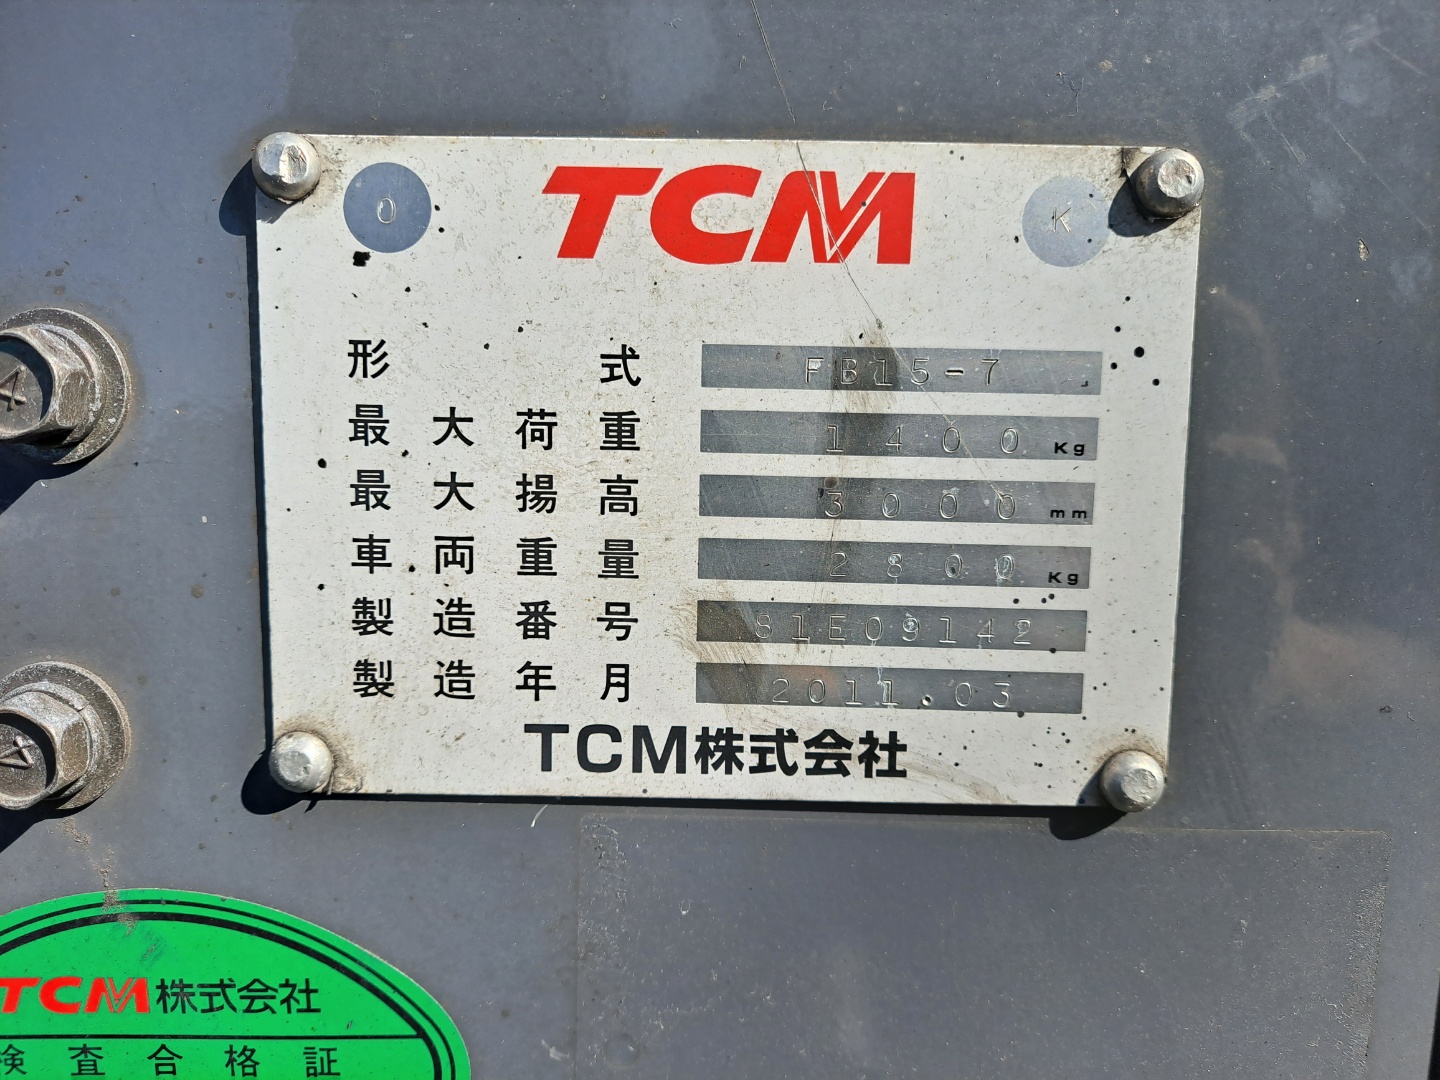 O TCM K
形式 FB15-7
最大荷重 1400 Kg
最大揚高 3000 mm
車両重量 2800 Kg
製造番号 81E09142
製造年月 2011.03
TCM株式会社
4
4
TCM株式会社
検査合格証